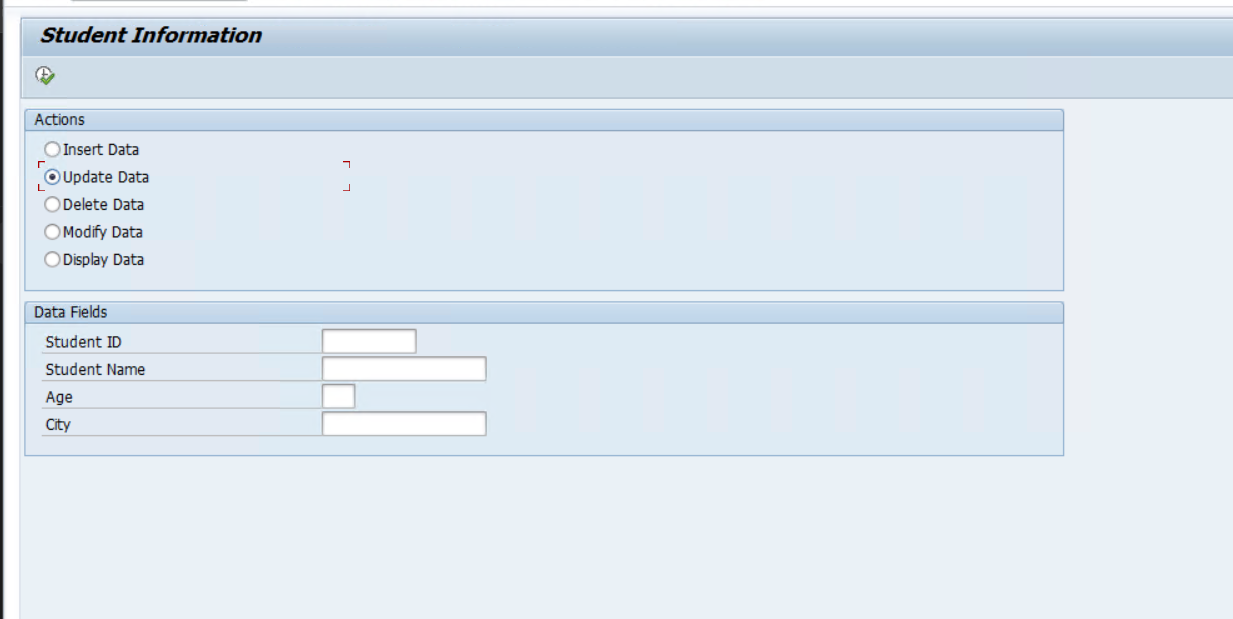 Student Information
Actions
Insert Data
Update Data
Delete Data
Modify Data
Display Data
Data Fields
Student ID
Student Name
Age
City